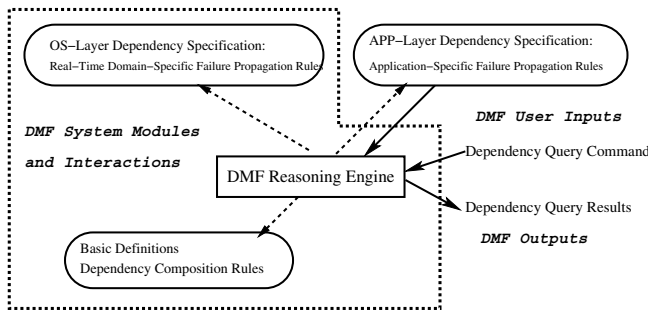 OS-Layer Dependency Specification:
Real-Time Domain-Specific Failure Propagation Rules
APP-Layer Dependency Specification:
Application-Specific Failure Propagation Rules
DMF System Modules
and Interactions
DMF User Inputs
Dependency Query Command
DMF Reasoning Engine
Dependency Query Results
DMF Outputs
Basic Definitions
Dependency Composition Rules